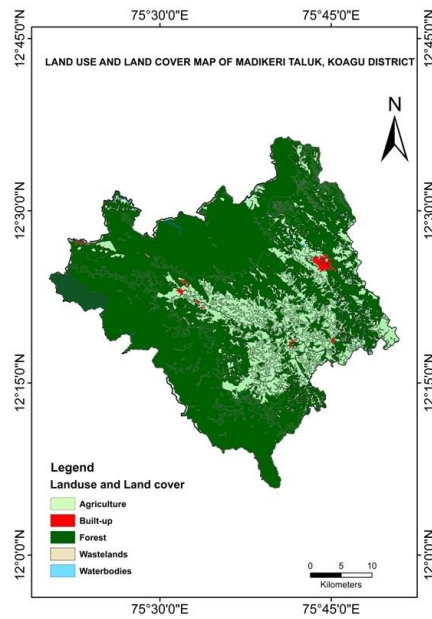 75°30'0"E 75°45'0"E
LAND USE AND LAND COVER MAP OF MADIKERI TALUK, KOAGU DISTRICT
N
12°45'0"N 12°45'0"N
12°30'0"N 12°30'0"N
12°15'0"N 12°15'0"N
12°0'0"N 12°0'0"N
Legend
Landuse and Land cover
Agriculture
Built-up
Forest
Wastelands
Waterbodies
0 5 10
Kilometers
75°30'0"E 75°45'0"E